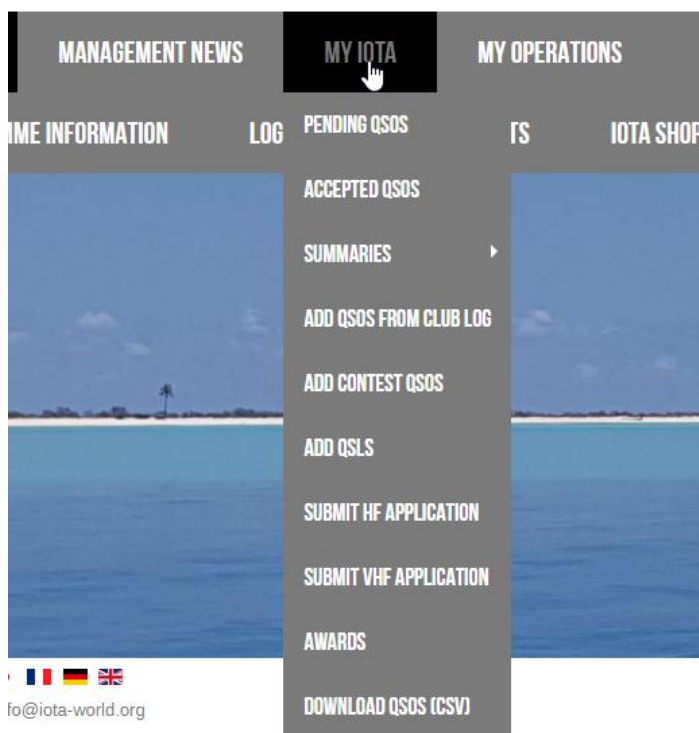 MANAGEMENT NEWS MY IOTA MY OPERATIONS
INFORMATION LOG TS IOTA SHOP
PENDING QSOS
ACCEPTED QSOS
SUMMARIES
ADD QSOS FROM CLUB LOG
ADD CONTEST QSOS
ADD QSLS
SUBMIT HF APPLICATION
SUBMIT VHF APPLICATION
AWARDS
fo@iota-world.org
DOWNLOAD QSOS (CSV)